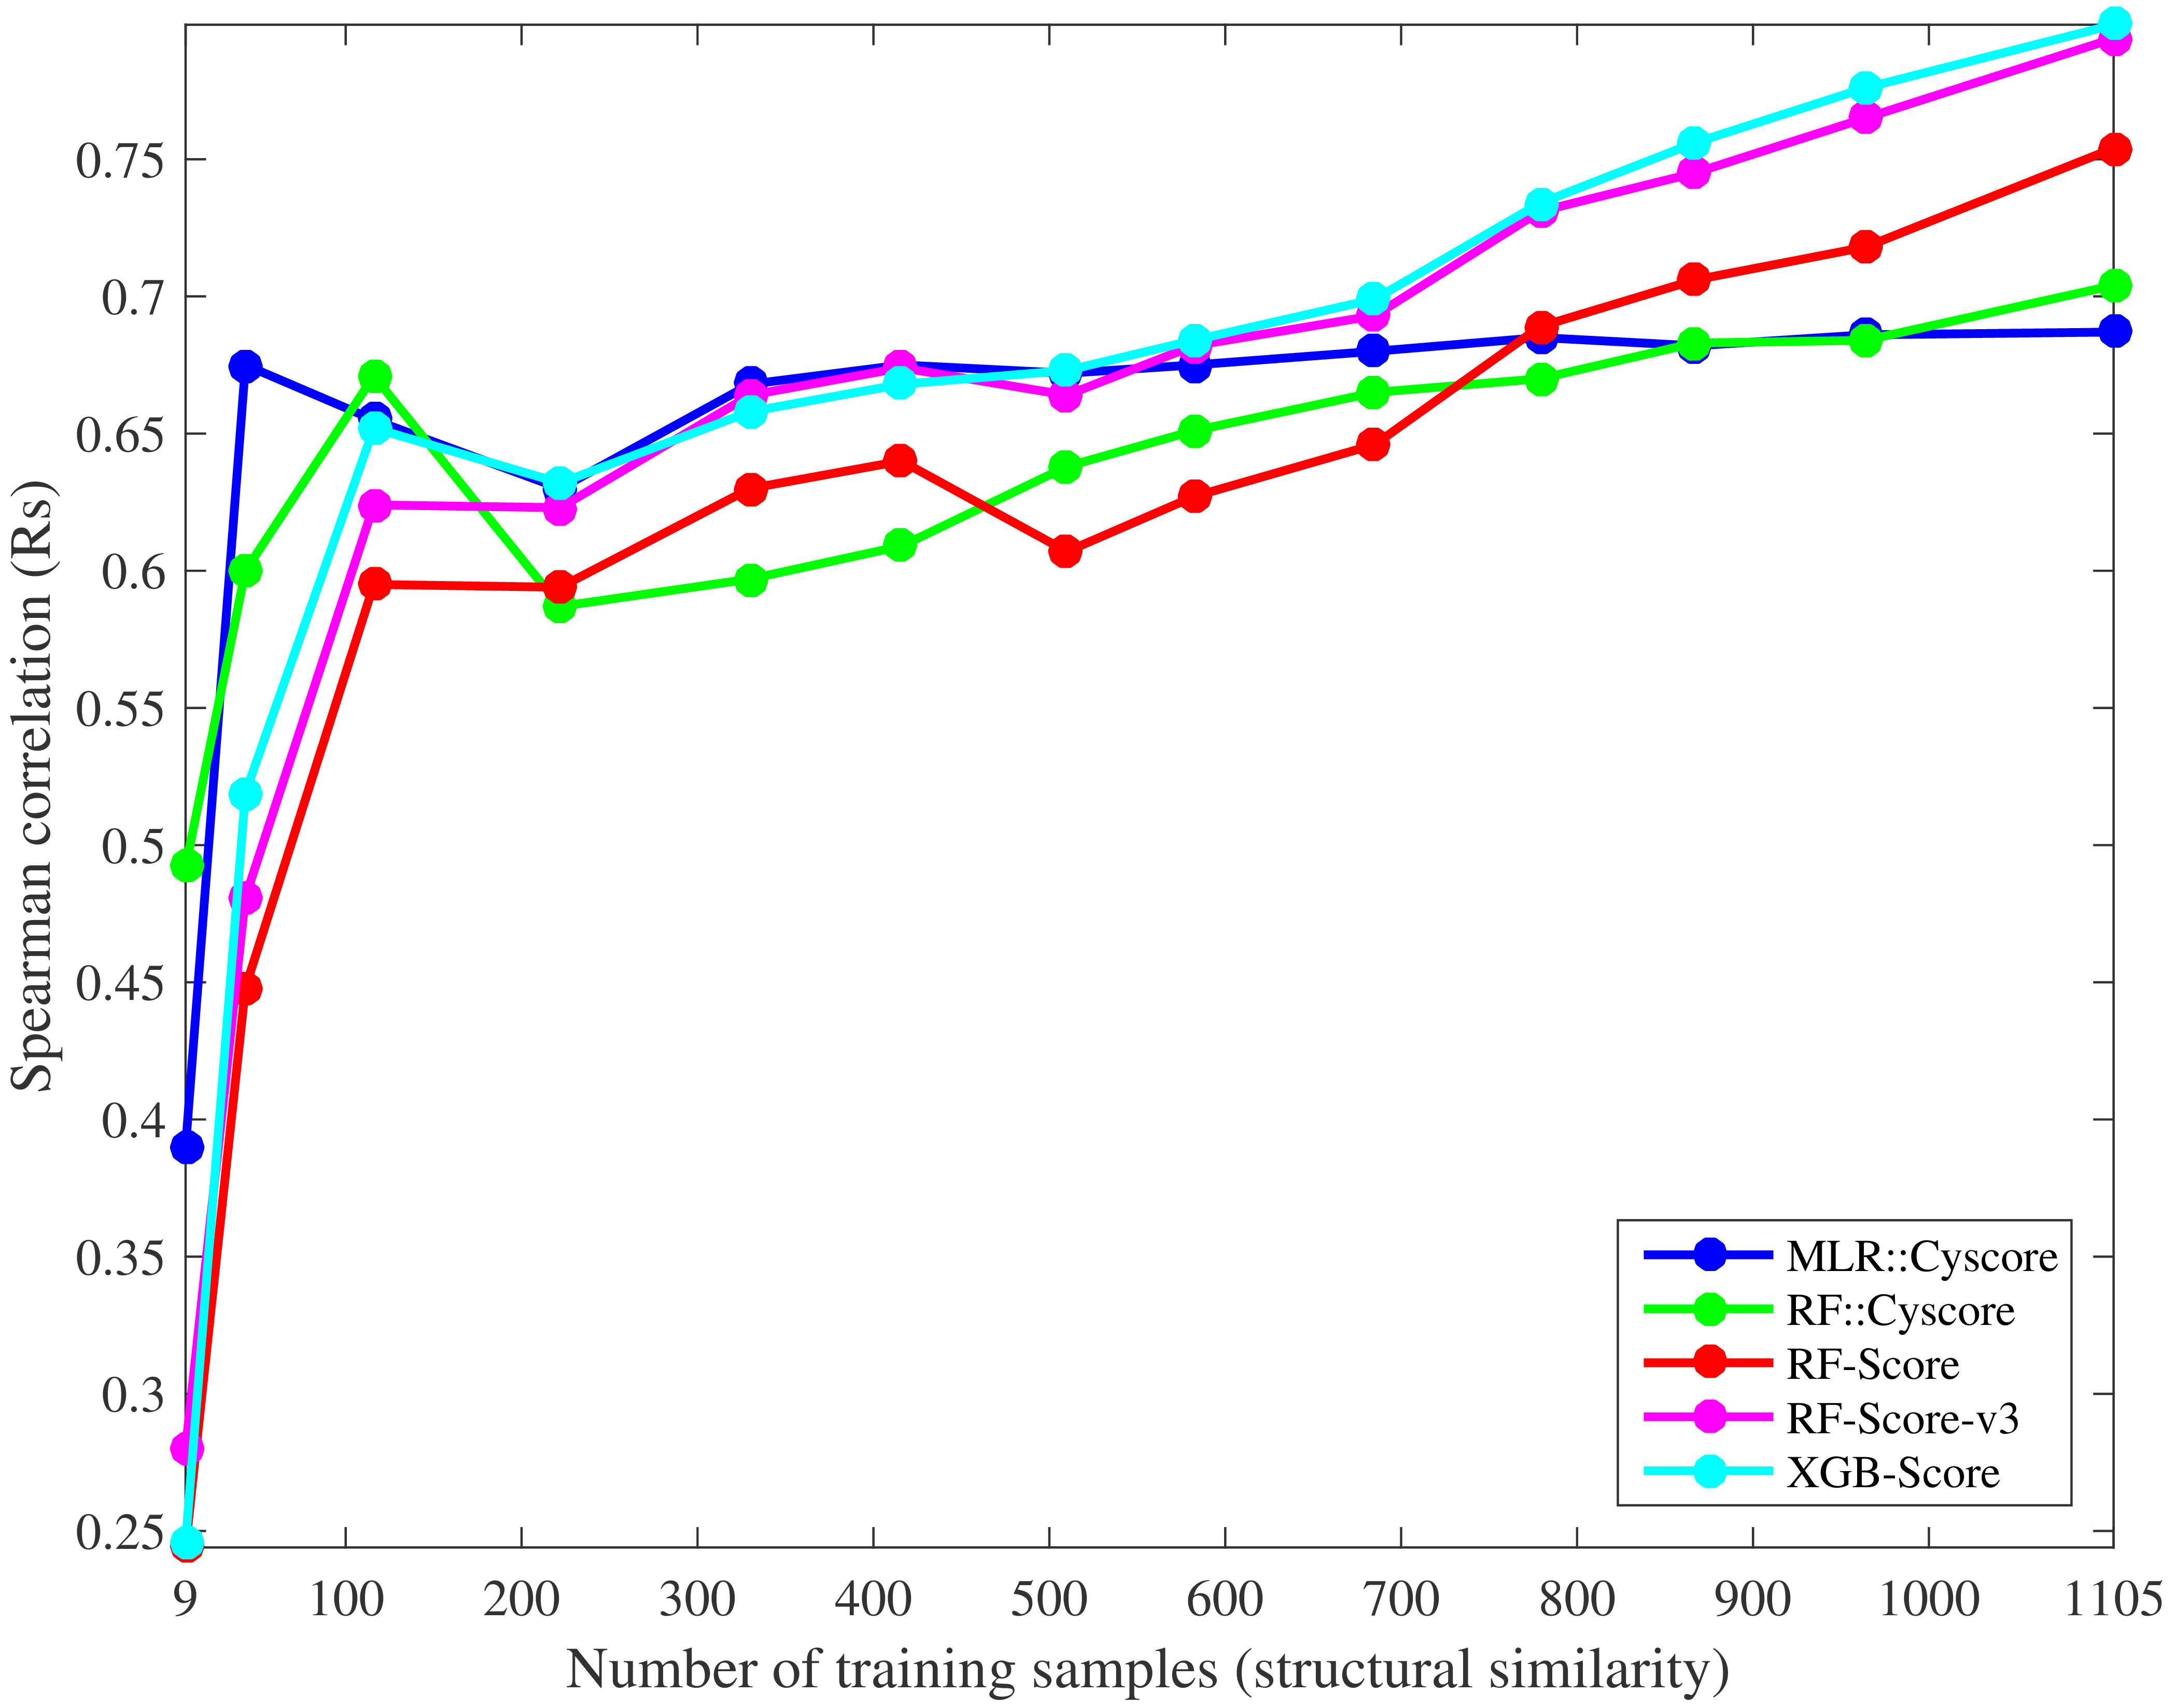 Spearman correlation (Rs)
0.75
0.7
0.65
0.6
0.55
0.5
0.45
0.4
0.35
0.3
0.25
9 100 200 300 400 500 600 700 800 900 1000 1105
Number of training samples (structural similarity)
MLR::Cyscore
RF::Cyscore
RF-Score
RF-Score-v3
XGB-Score